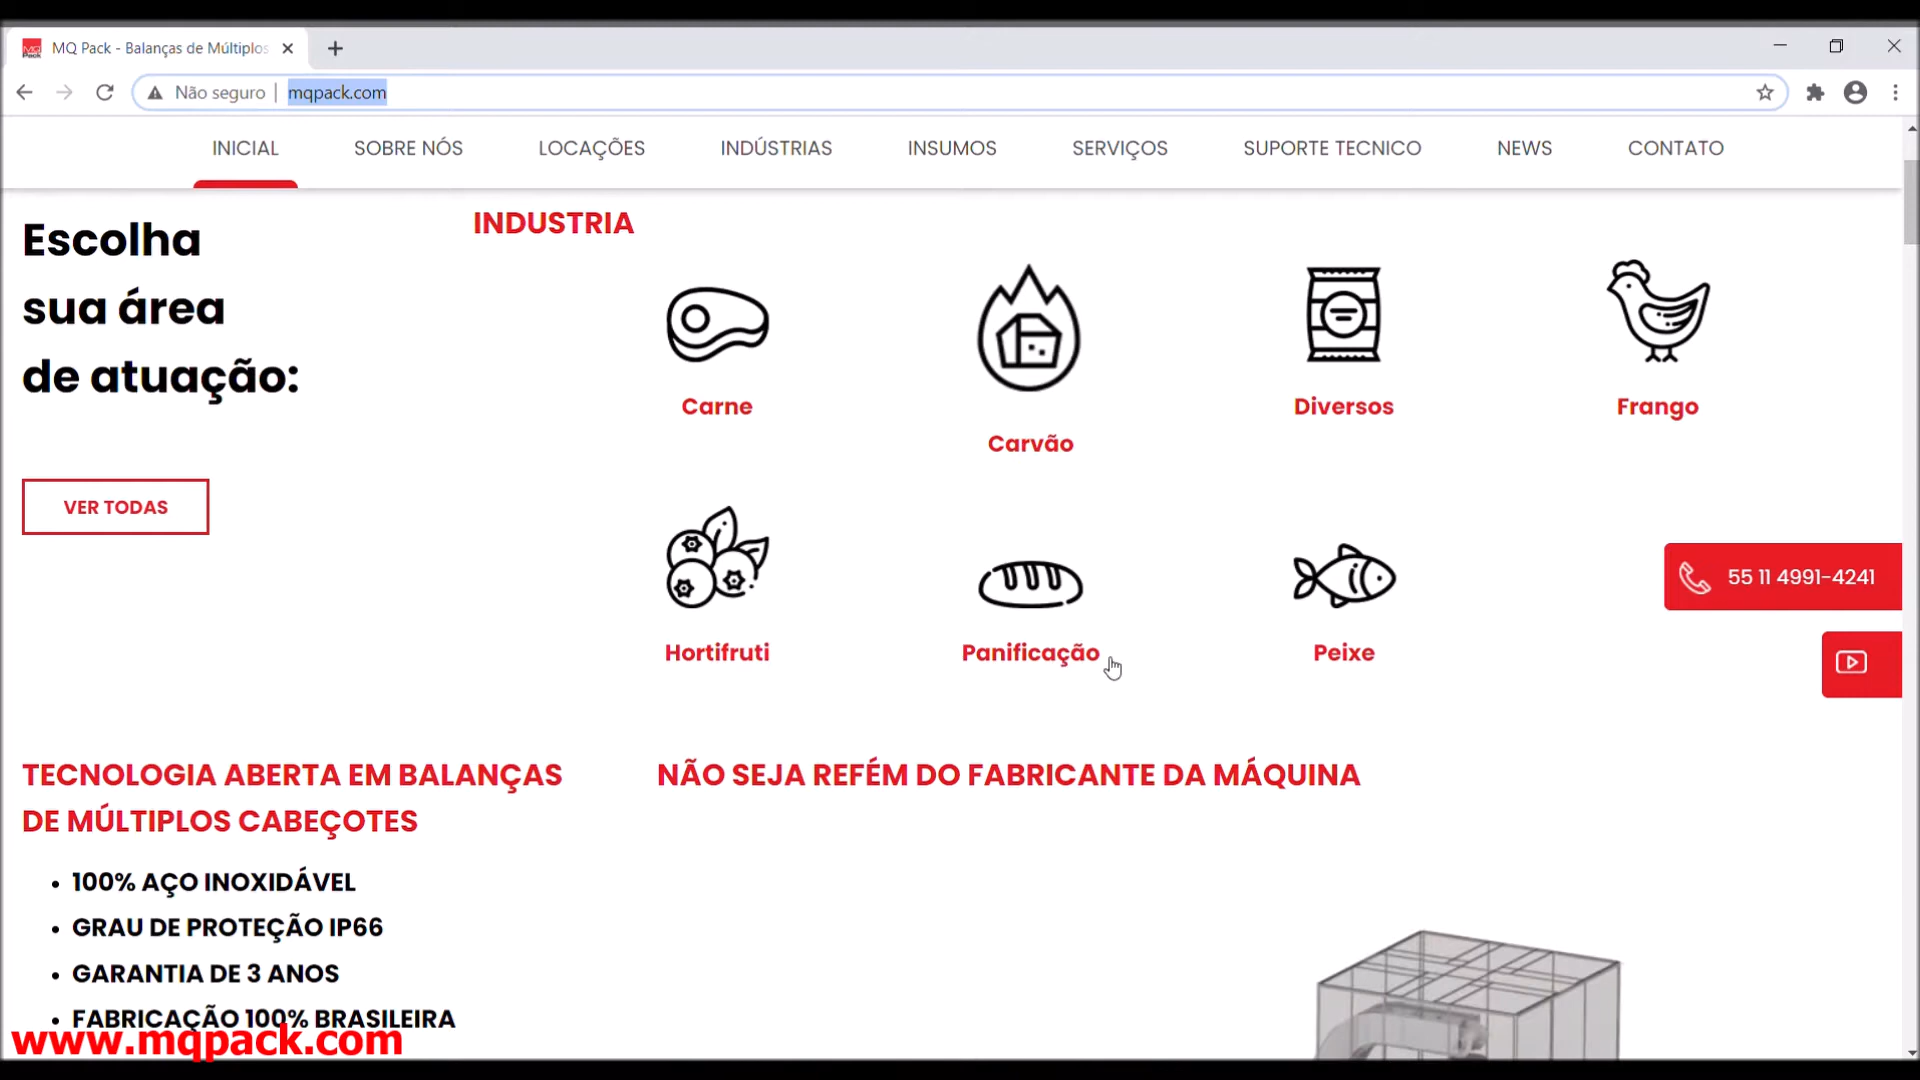 MQ Pack - Balanças de Múltiplos
Não seguro | mqpack.com
INICIAL SOBRE NÓS LOCAÇÕES INDÚSTRIAS INSUMOS SERVIÇOS SUPORTE TECNICO NEWS CONTATO
Escolha
sua área
de atuação:
VER TODAS
INDUSTRIA
Carne
Carvão
Diversos
Frango
Hortifruti
Panificação
Peixe
55 11 4991-4241
TECNOLOGIA ABERTA EM BALANÇAS
DE MÚLTIPLOS CABEÇOTES
• 100% AÇO INOXIDÁVEL
• GRAU DE PROTEÇÃO IP66
• GARANTIA DE 3 ANOS
• FABRICAÇÃO 100% BRASILEIRA
NÃO SEJA REFÉM DO FABRICANTE DA MÁQUINA
www.mqpack.com